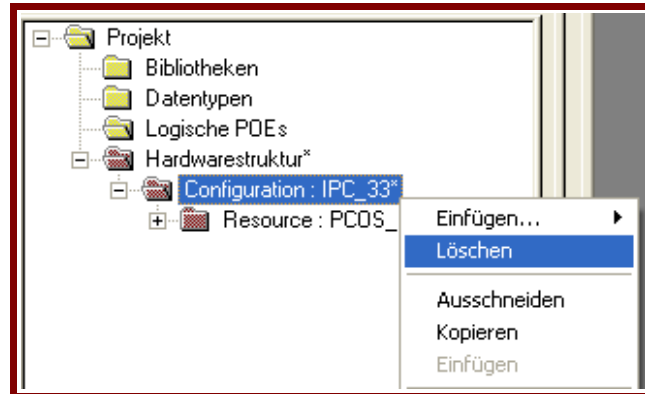 Projekt
Bibliotheken
Datentypen
Logische POEs
Hardwarestruktur*
Configuration : IPC_33*
Resource : PCOS_
Einfügen...
Löschen
Ausschneiden
Kopieren
Einfügen